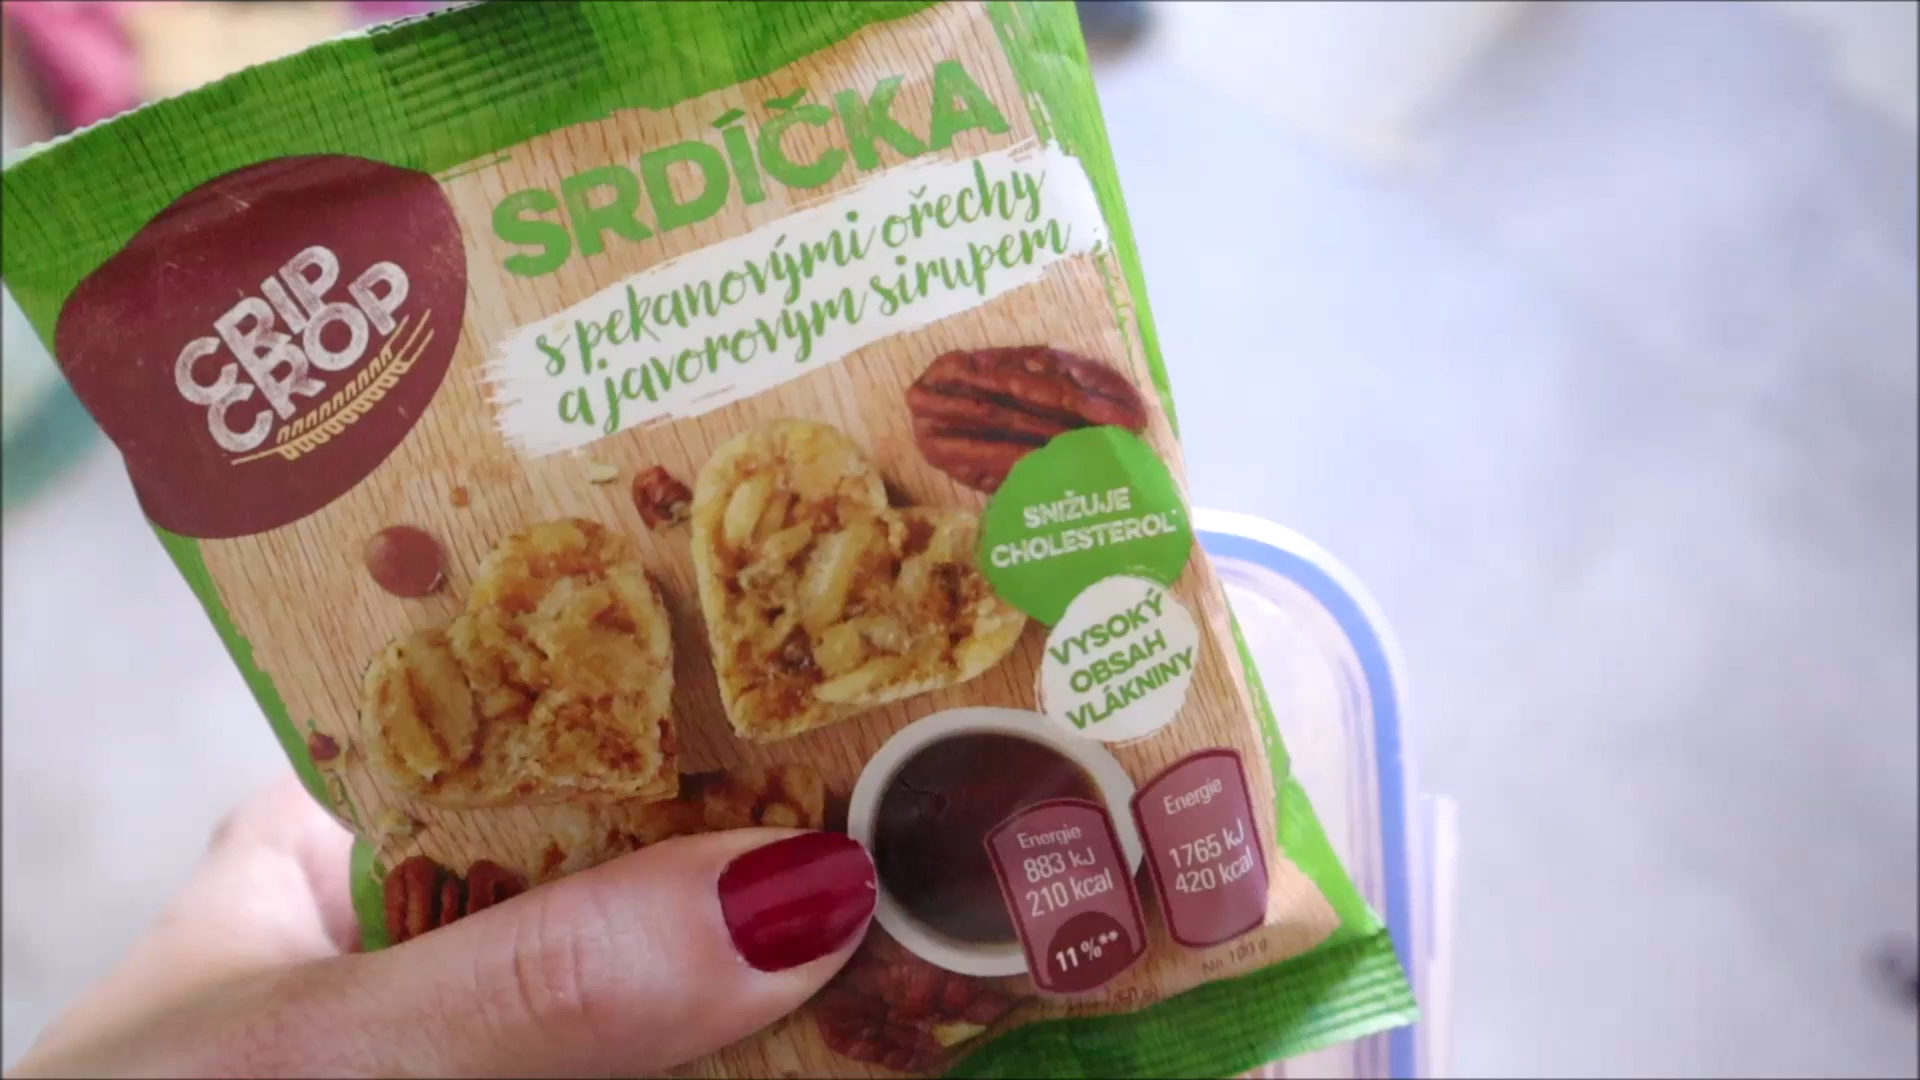 CRIP
CROP
SRDÍČKA
s pekanovými ořechy
a javorovým sirupem
SNIŽUJE
CHOLESTEROL*
VYSOKÝ
OBSAH
VLÁKNINY
Energie
883 kJ
210 kcal
11%**
Energie
1765 kJ
420 kcal
Na 100 g